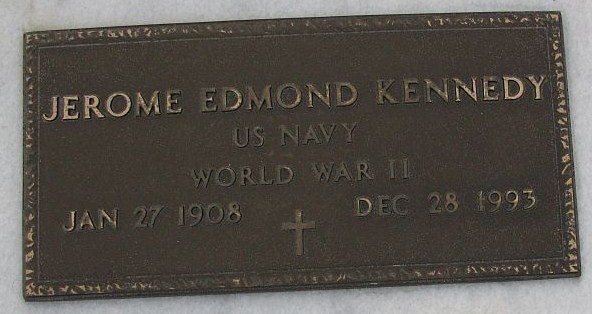 JEROME EDMOND KENNEDY
US NAVY
WORLD WAR II
JAN 27 1908 DEC 28 1993